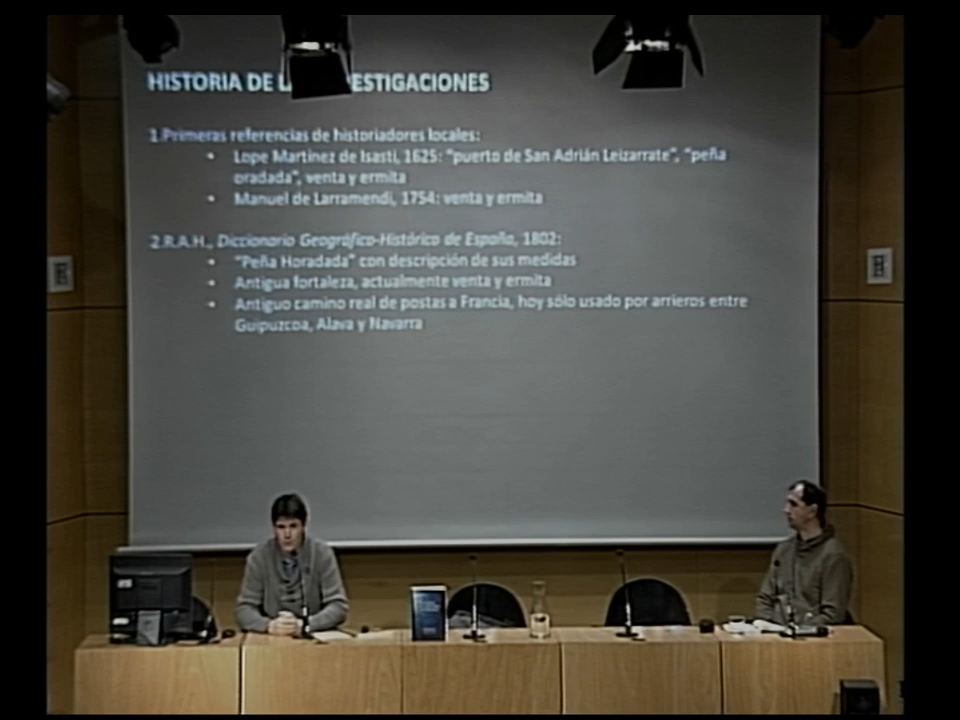 HISTORIA DE L ESTIGACIONES
1.Primeras referencias de historiadores locales:
• Lope Martinez de Isasti, 1625: "puerto de San Adrián Leizarrate", "peña
oradada", venta y ermita
• Manuel de Larramendi, 1754: venta y ermita
2.R.A.H., Diccionario Geográfico-Histórico de España, 1802:
• "Peña Horadada" con descripción de sus medidas
• Antigua fortaleza, actualmente venta y ermita
• Antiguo camino real de postas a Francia, hoy sólo usado por arrieros entre
Guipuzcoa, Alava y Navarra